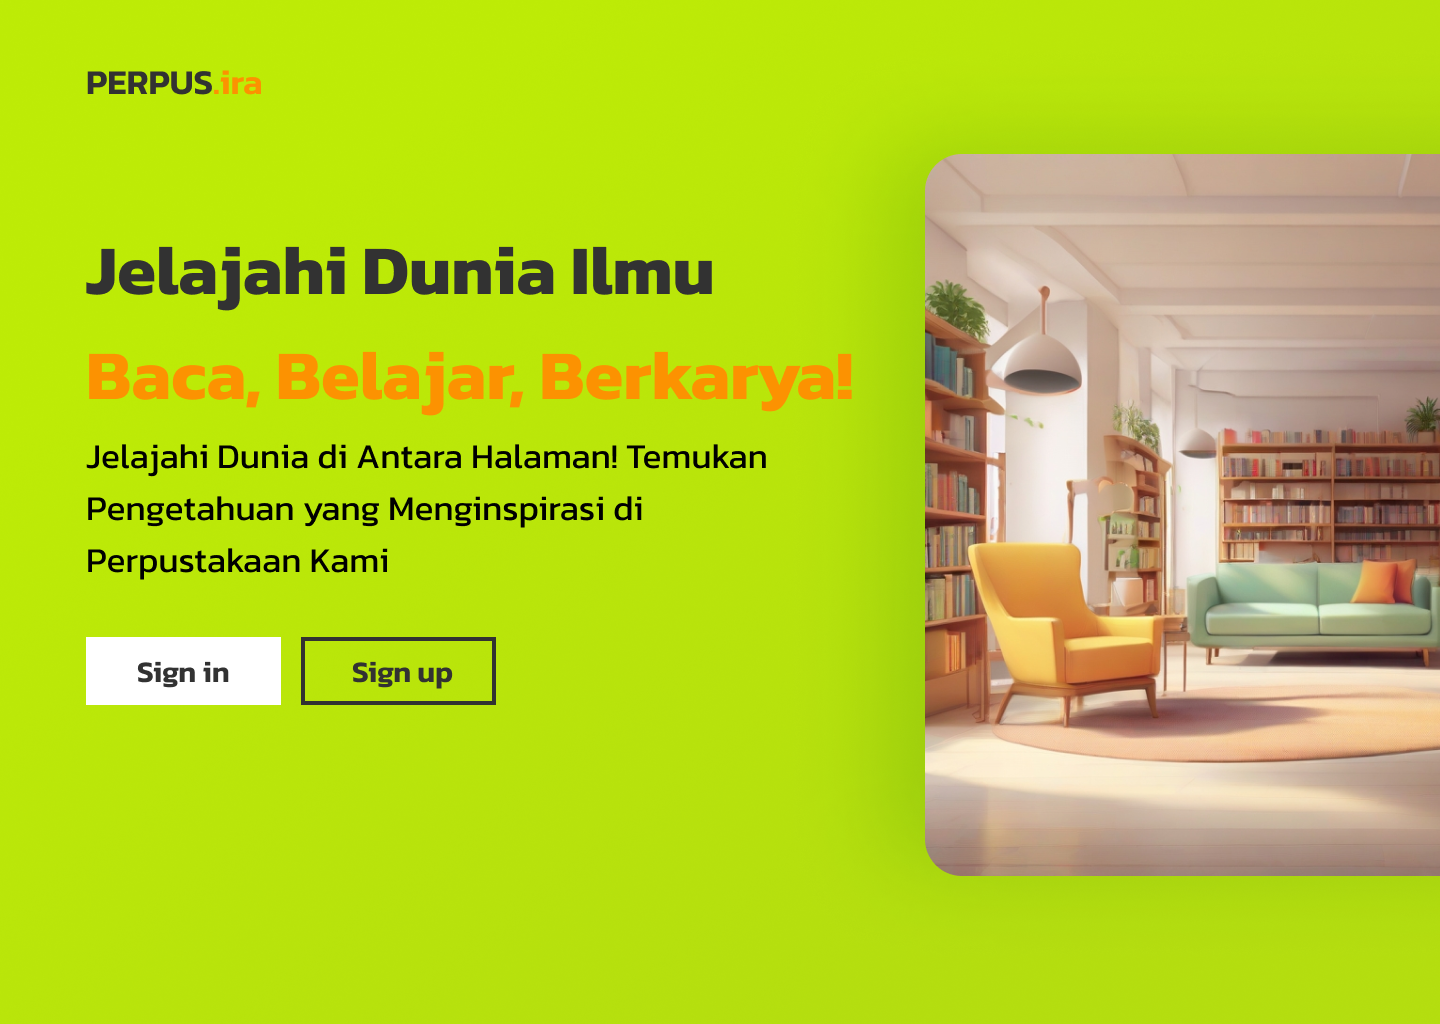 PERPUS.ira
Jelajahi Dunia Ilmu
Baca, Belajar, Berkarya!
Jelajahi Dunia di Antara Halaman! Temukan
Pengetahuan yang Menginspirasi di
Perpustakaan Kami
Sign in
Sign up